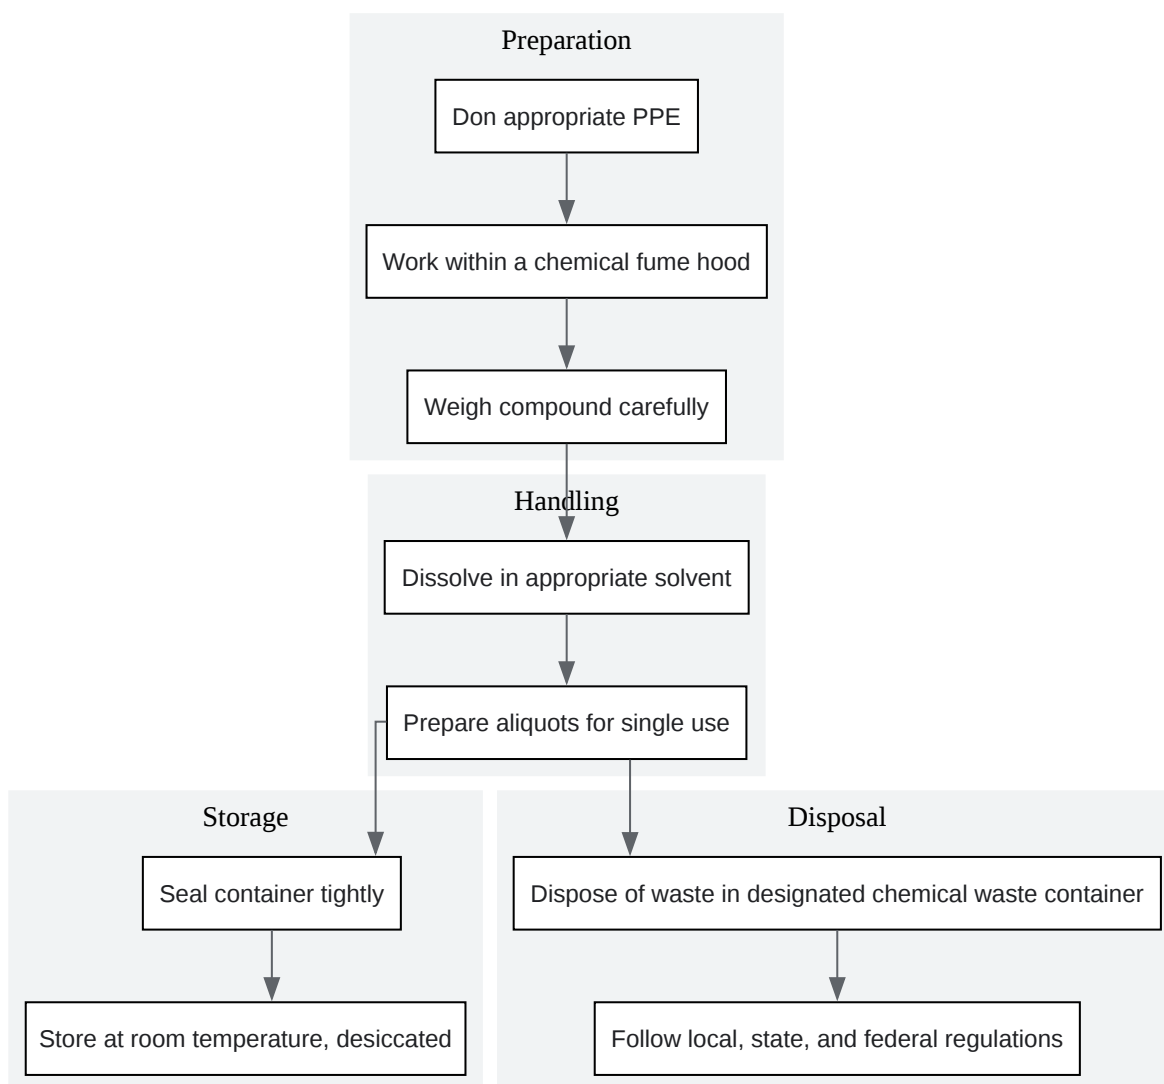 Preparation
Don appropriate PPE
Work within a chemical fume hood
Weigh compound carefully
Handling
Dissolve in appropriate solvent
Prepare aliquots for single use
Storage
Seal container tightly
Store at room temperature, desiccated
Disposal
Dispose of waste in designated chemical waste container
Follow local, state, and federal regulations